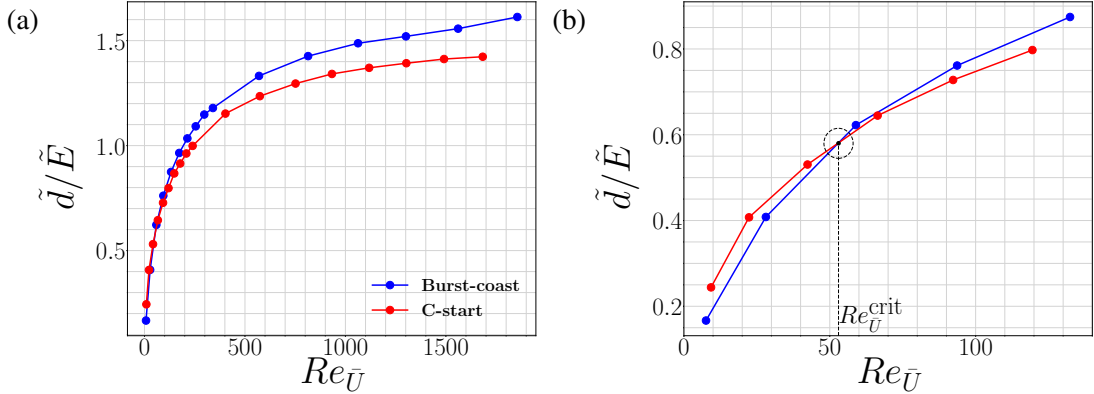 (a)
d̃/Ẽ
1.5
1.0
0.5
0
500
1000
1500
Re_Ū
Burst-coast
C-start
(b)
d̃/Ẽ
0.8
0.6
0.4
0.2
0
50
100
Re_Ū^crit
Re_Ū